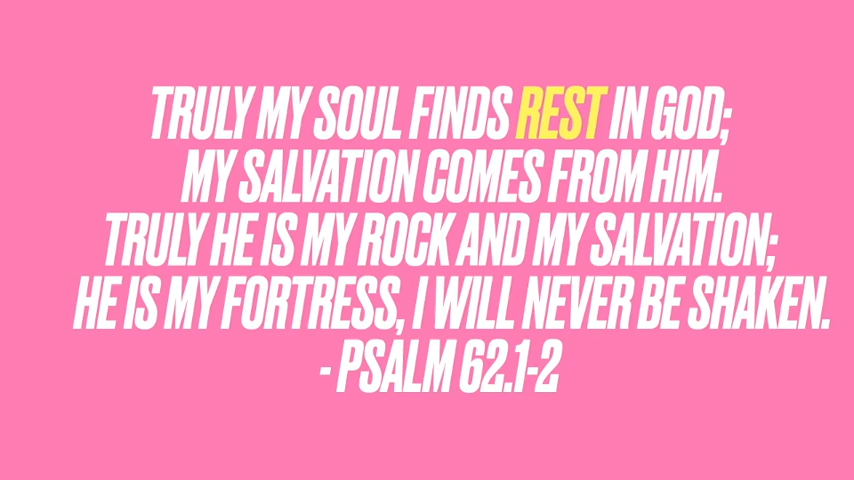 TRULY MY SOUL FINDS REST IN GOD;
MY SALVATION COMES FROM HIM.
TRULY HE IS MY ROCK AND MY SALVATION;
HE IS MY FORTRESS, I WILL NEVER BE SHAKEN.
- PSALM 62.1-2